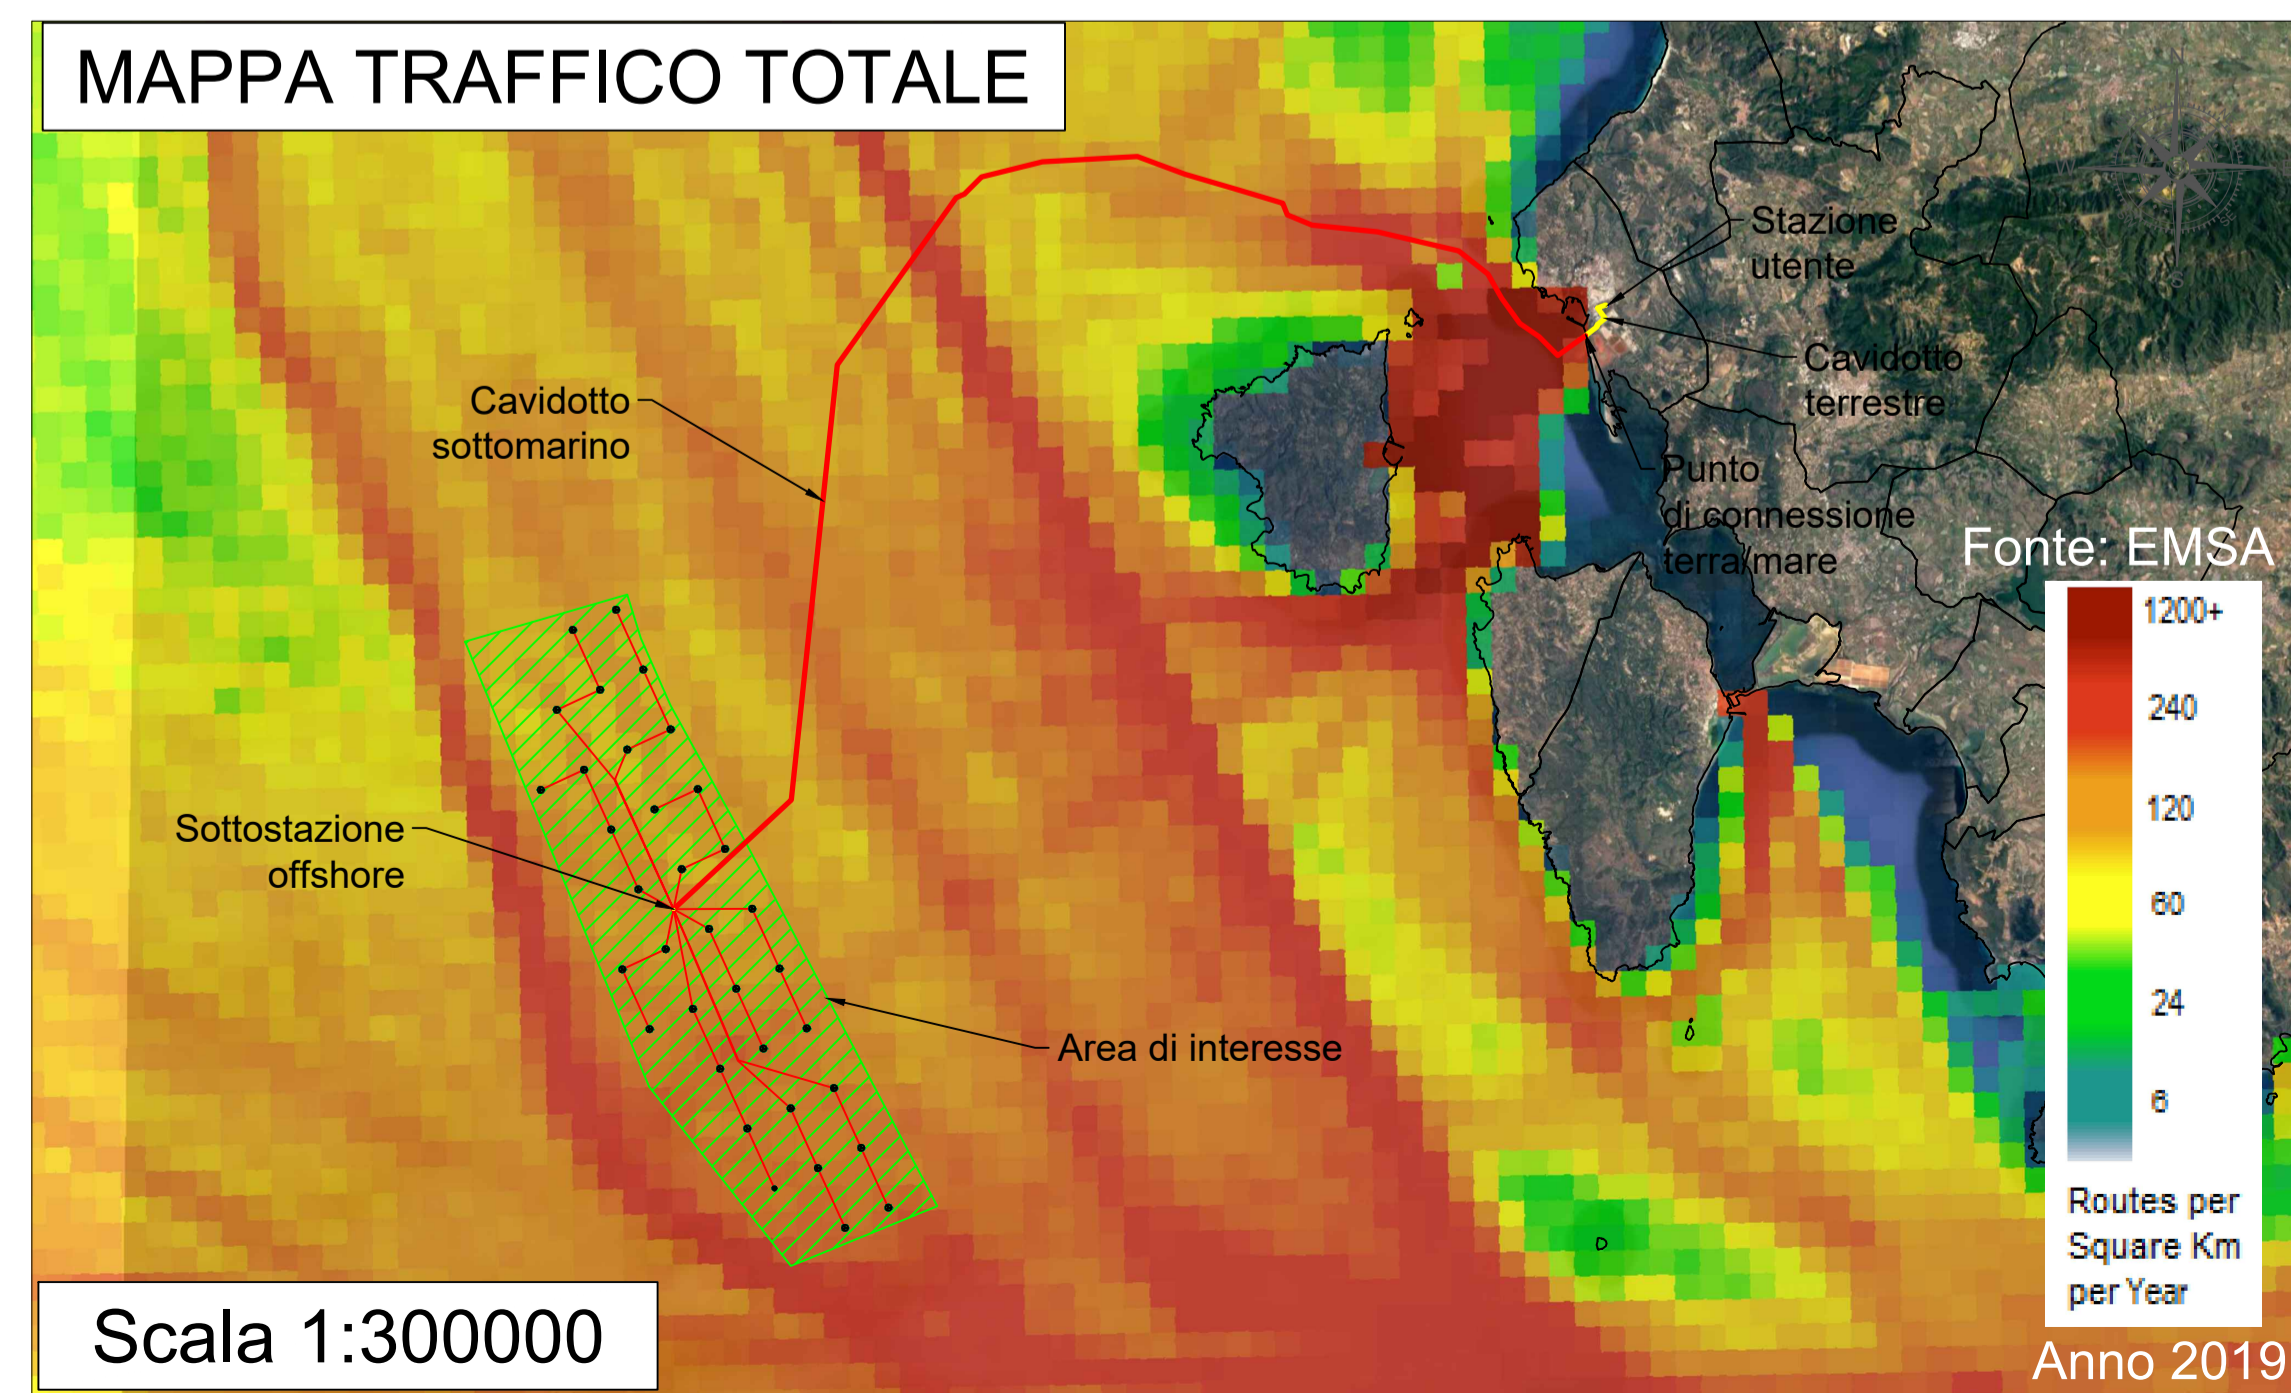 MAPPA TRAFFICO TOTALE
Stazione
utente
Cavidotto
terrestre
Cavidotto
sottomarino
Punto
di connessione
terra/mare
Fonte: EMSA
1200+
240
120
60
24
6
Routes per
Square Km
per Year
Sottostazione
offshore
Area di interesse
Scala 1:300000
Anno 2019
W
S
SE